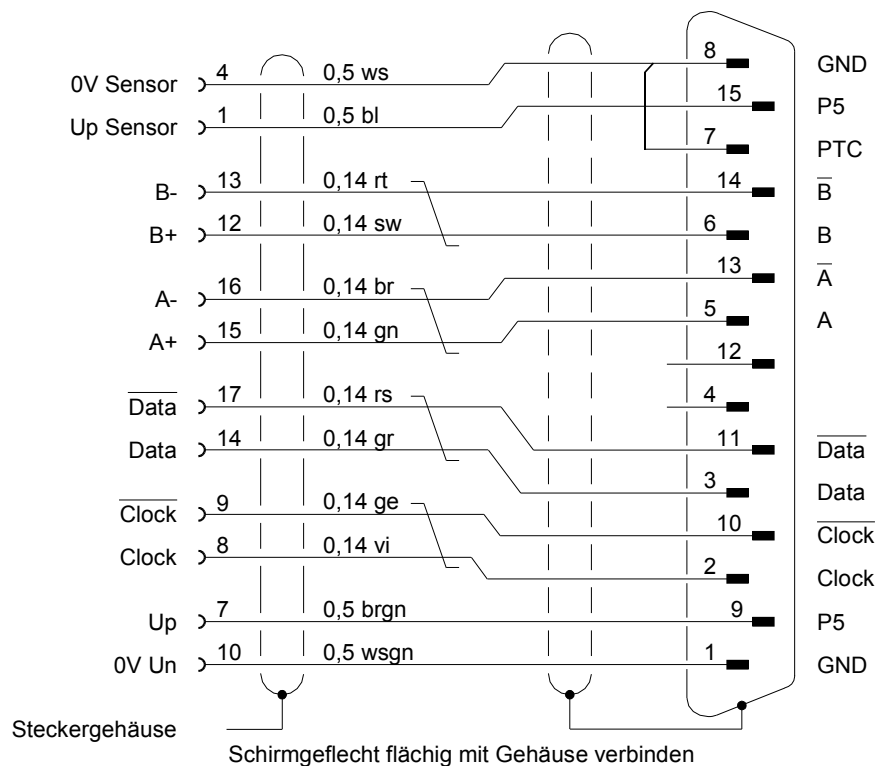 8 GND
0V Sensor 4 0,5 ws
15 P5
Up Sensor 1 0,5 bl
7 PTC
B- 13 0,14 rt 14 B̅
B+ 12 0,14 sw 6 B
13 A̅
A- 16 0,14 br
5 A
A+ 15 0,14 gn
12
D̅a̅t̅a̅ 17 0,14 rs 4
Data 14 0,14 gr 11 D̅a̅t̅a̅
3 Data
C̅l̅o̅c̅k̅ 9 0,14 ge
10 C̅l̅o̅c̅k̅
Clock 8 0,14 vi
2 Clock
Up 7 0,5 brgn 9 P5
0V Un 10 0,5 wsgn 1 GND
Steckergehäuse
Schirmgeflecht flächig mit Gehäuse verbinden